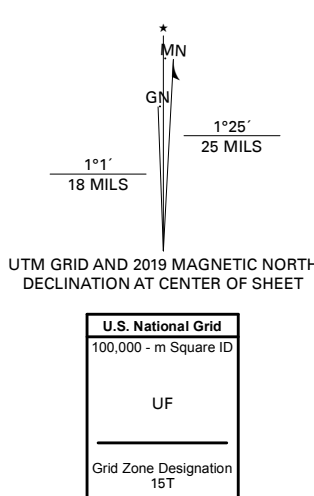 ★
MN
GN
1°25´
25 MILS
1°1´
18 MILS
UTM GRID AND 2019 MAGNETIC NORTH
DECLINATION AT CENTER OF SHEET
U.S. National Grid
100,000 - m Square ID
UF
Grid Zone Designation
15T